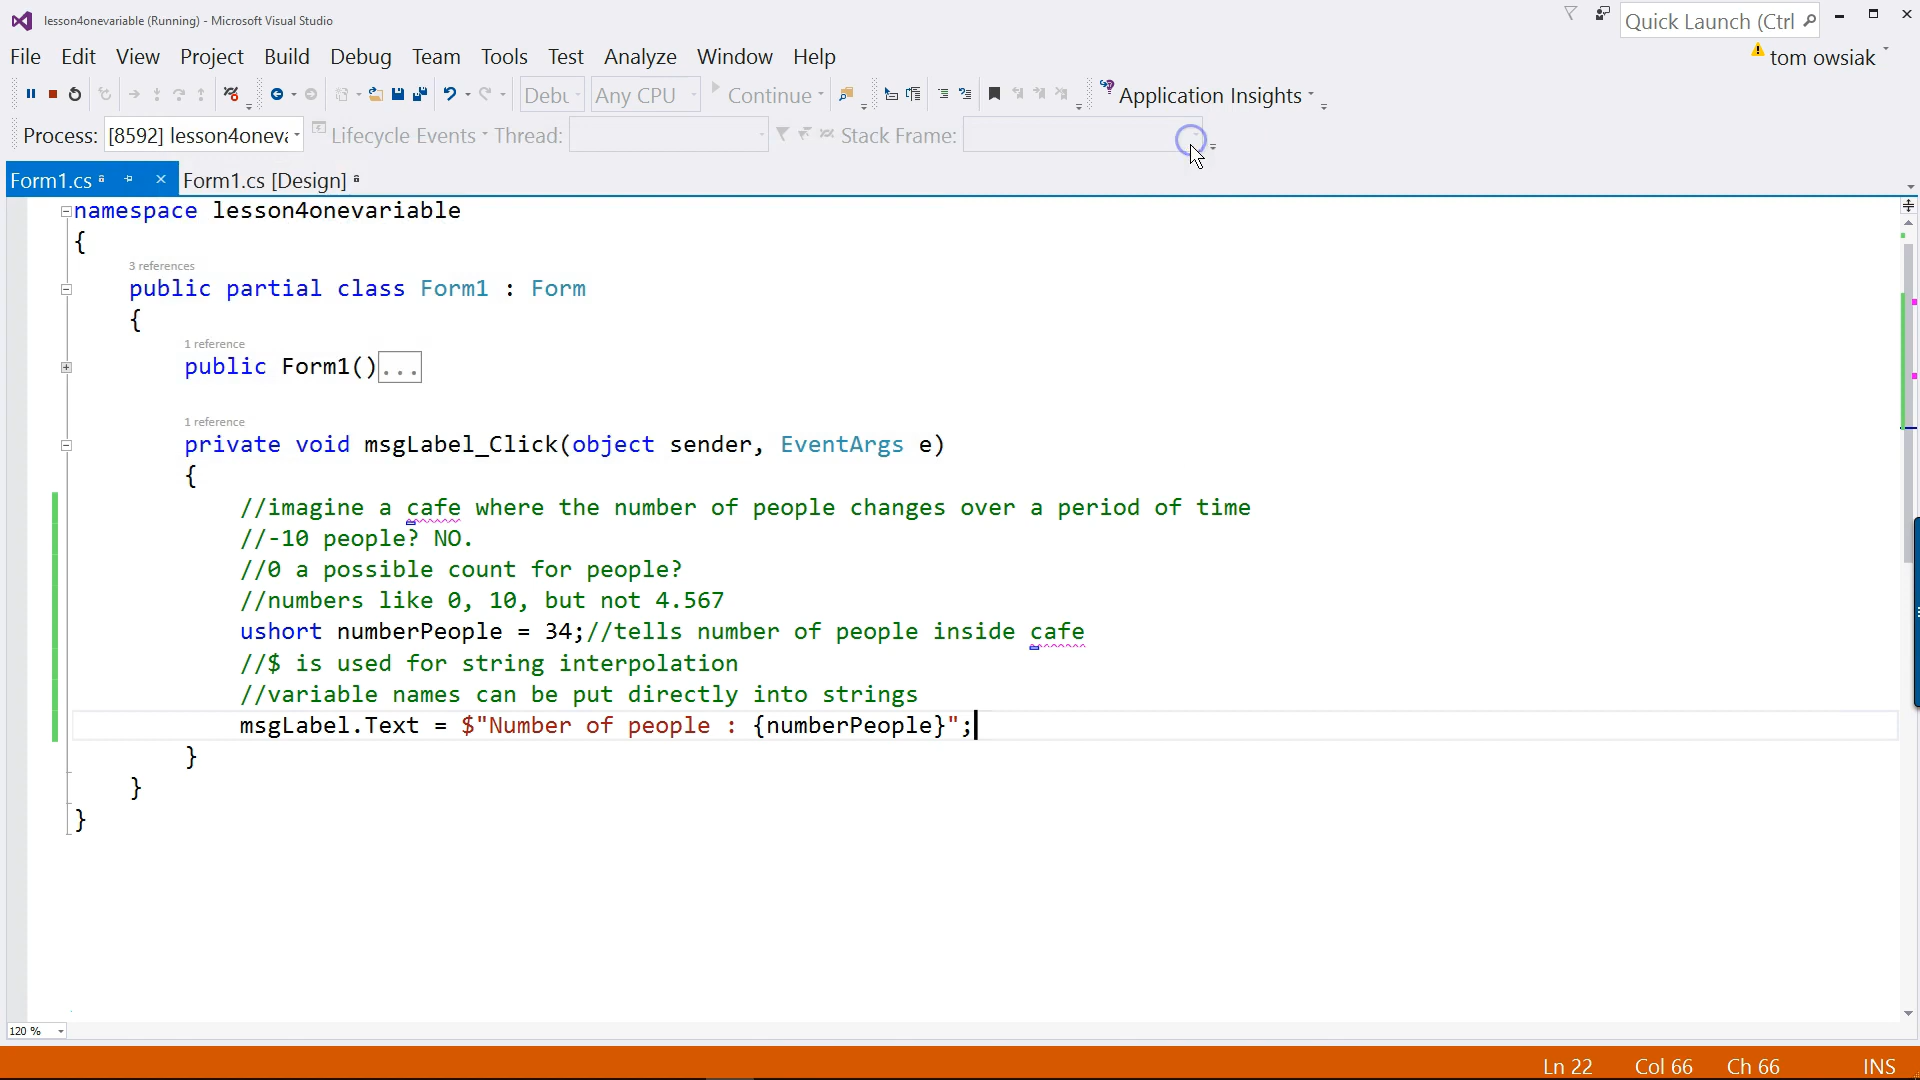 lesson4onevariable (Running) - Microsoft Visual Studio
Quick Launch (Ctrl
File Edit View Project Build Debug Team Tools Test Analyze Window Help
tom owsiak
Debu Any CPU Continue Application Insights
Process: [8592] lesson4oneva Lifecycle Events Thread: Stack Frame:
Form1.cs Form1.cs [Design]
namespace lesson4onevariable
{
3 references
public partial class Form1 : Form
{
1 reference
public Form1()...
1 reference
private void msgLabel_Click(object sender, EventArgs e)
{
//imagine a cafe where the number of people changes over a period of time
//-10 people? NO.
//0 a possible count for people?
//numbers like 0, 10, but not 4.567
ushort numberPeople = 34;//tells number of people inside cafe
//$ is used for string interpolation
//variable names can be put directly into strings
msgLabel.Text = $"Number of people : {numberPeople}";
}
}
}
120 %
Ln 22 Col 66 Ch 66 INS